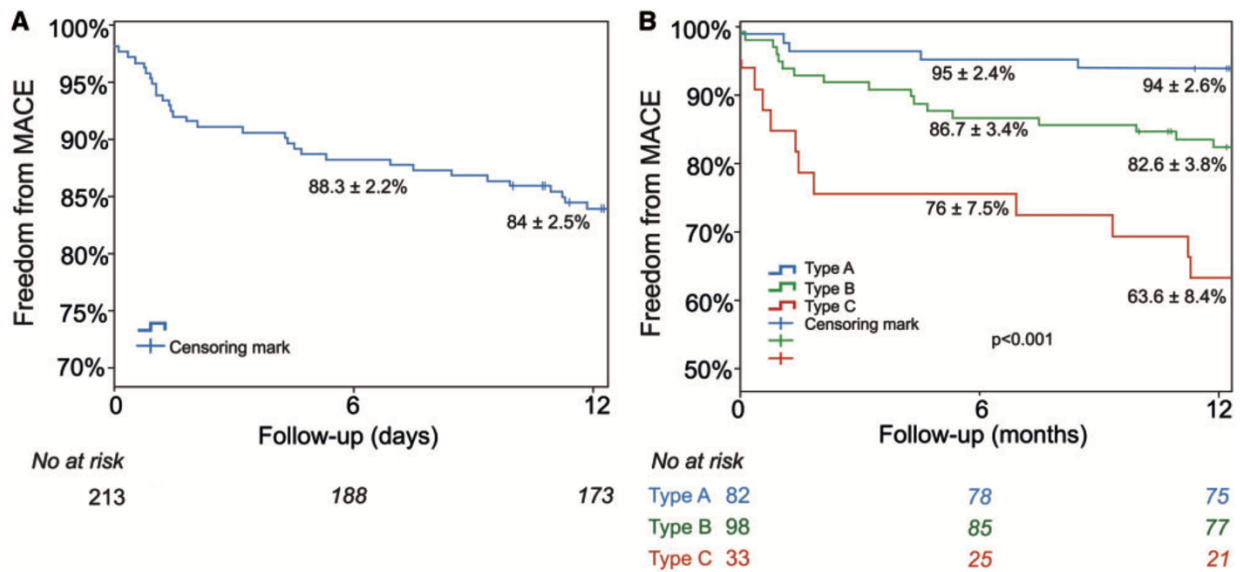 A
Freedom from MACE
100%
95%
90%
85%
80%
75%
70%
88.3 ± 2.2%
84 ± 2.5%
Censoring mark
0 6 12
Follow-up (days)
No at risk
213 188 173
B
Freedom from MACE
100%
90%
80%
70%
60%
50%
95 ± 2.4%
94 ± 2.6%
86.7 ± 3.4%
82.6 ± 3.8%
76 ± 7.5%
63.6 ± 8.4%
Type A
Type B
Type C
Censoring mark
p<0.001
0 6 12
Follow-up (months)
No at risk
Type A 82 78 75
Type B 98 85 77
Type C 33 25 21